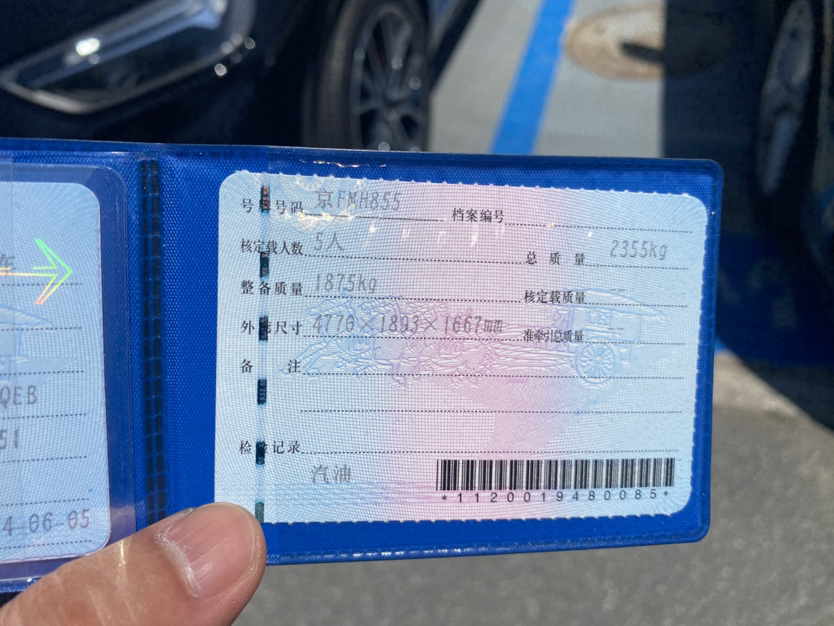 号牌号码 京FMH855 档案编号
核定载人数 5人 总质量 2355kg
整备质量 1875kg 核定载质量 --
外廓尺寸 4770×1893×1667mm 准牵引总质量 --
备注
检验记录
汽油
*1120019480085*
车
QEB
51
4-06-05